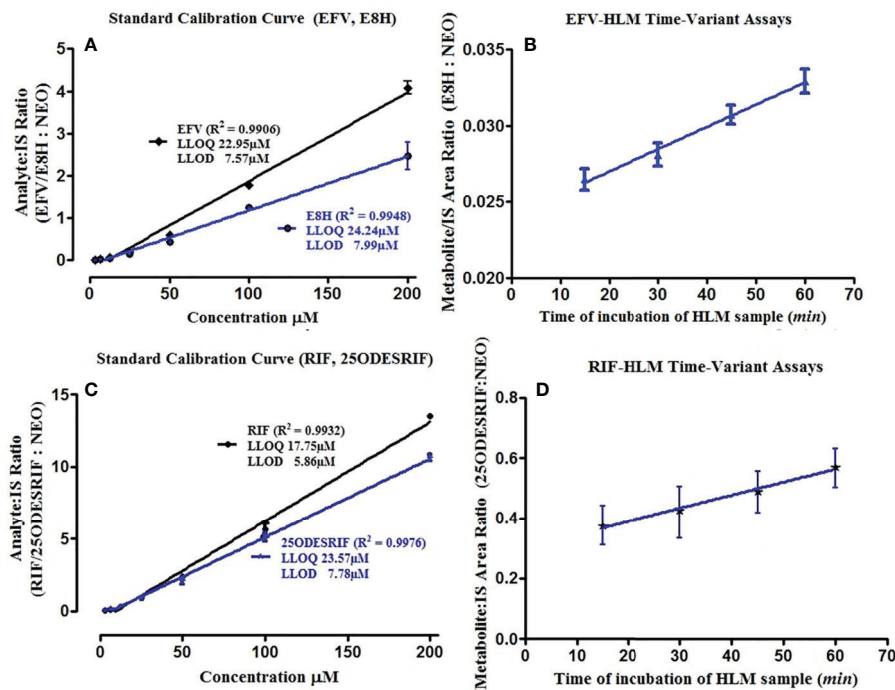 Standard Calibration Curve (EFV, E8H)
A
Analyte:IS Ratio
(EFV/E8H : NEO)
5
4
3
2
1
0
EFV (R² = 0.9906)
LLOQ 22.95µM
LLOD 7.57µM
E8H (R² = 0.9948)
LLOQ 24.24µM
LLOD 7.99µM
0 50 100 150 200
Concentration µM
EFV-HLM Time-Variant Assays
B
Metabolite/IS Area Ratio (E8H : NEO)
0.035
0.030
0.025
0.020
0 10 20 30 40 50 60 70
Time of incubation of HLM sample (min)
Standard Calibration Curve (RIF, 25ODESRIF)
C
Analyte:IS Ratio
(RIF/25ODESRIF : NEO)
15
10
5
0
RIF (R² = 0.9932)
LLOQ 17.75µM
LLOD 5.86µM
25ODESRIF (R² = 0.9976)
LLOQ 23.57µM
LLOD 7.78µM
0 50 100 150 200
Concentration µM
RIF-HLM Time-Variant Assays
D
Metabolite:IS Area Ratio (25ODESRIF:NEO)
0.8
0.6
0.4
0.2
0.0
0 10 20 30 40 50 60 70
Time of incubation of HLM sample (min)